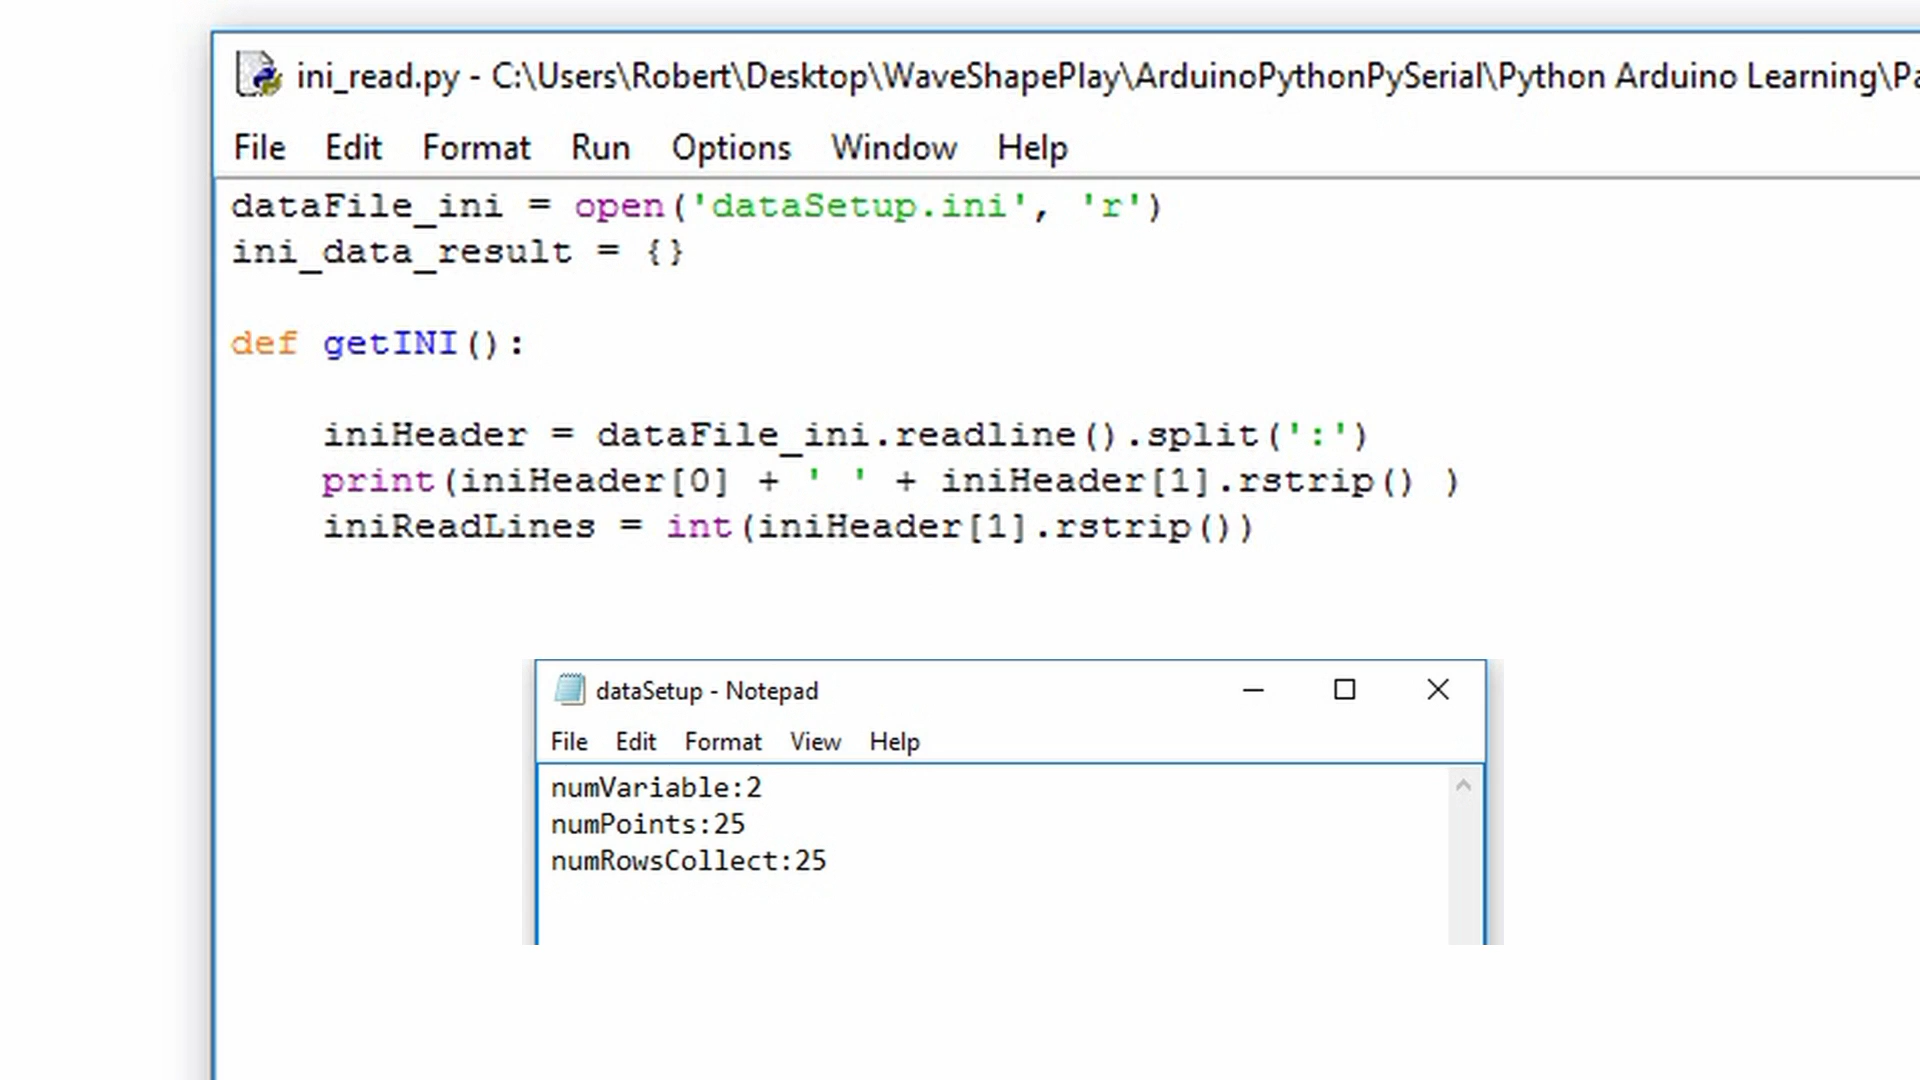 ini_read.py - C:\Users\Robert\Desktop\WaveShapePlay\ArduinoPythonPySerial\Python Arduino Learning\Pa
File Edit Format Run Options Window Help
dataFile_ini = open('dataSetup.ini', 'r')
ini_data_result = {}
def getINI():
iniHeader = dataFile_ini.readline().split(':')
print(iniHeader[0] + ' ' + iniHeader[1].rstrip() )
iniReadLines = int(iniHeader[1].rstrip())
dataSetup - Notepad
File Edit Format View Help
numVariable:2
numPoints:25
numRowsCollect:25